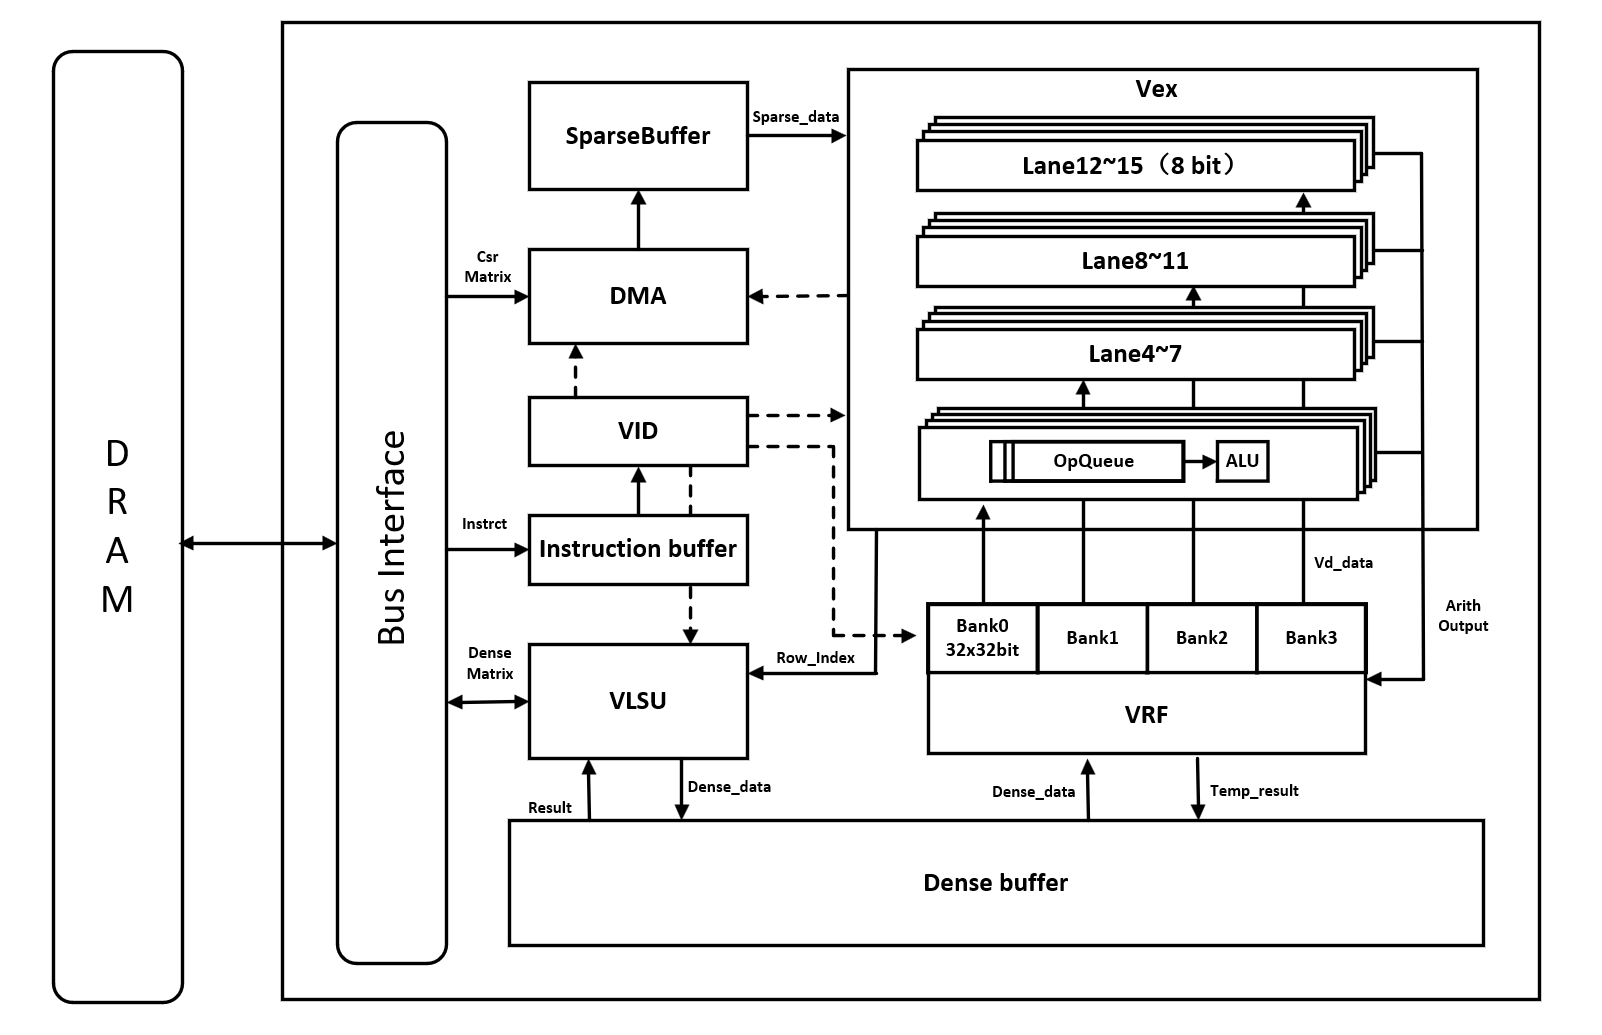 D
R
A
M
Bus Interface
SparseBuffer
Sparse_data
Csr
Matrix
DMA
VID
Instrct
Instruction buffer
Dense
Matrix
VLSU
Row_Index
Result
Dense_data
Vex
Lane12~15（8 bit）
Lane8~11
Lane4~7
OpQueue
ALU
Vd_data
Arith
Output
Bank0
32x32bit
Bank1
Bank2
Bank3
VRF
Dense_data
Temp_result
Dense buffer